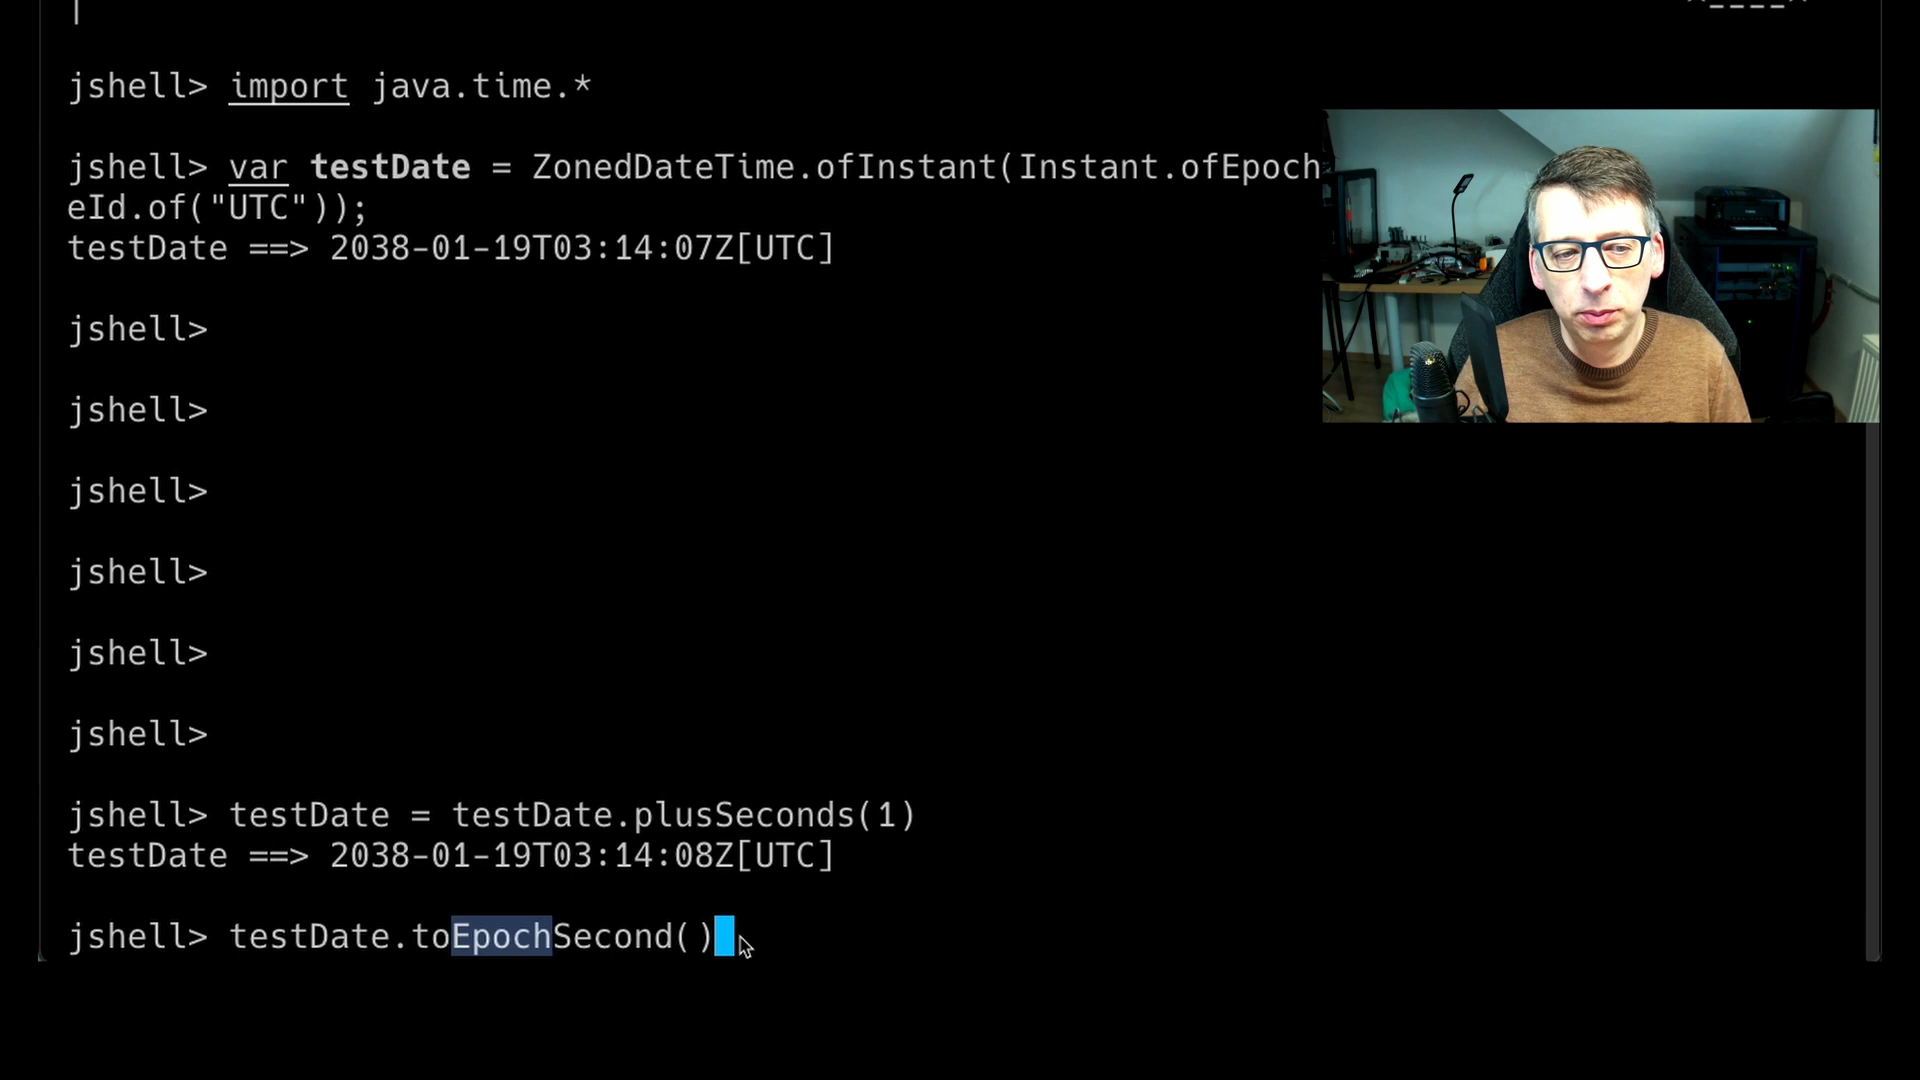 jshell> import java.time.*
jshell> var testDate = ZonedDateTime.ofInstant(Instant.ofEpoch
eId.of("UTC"));
testDate ==> 2038-01-19T03:14:07Z[UTC]
jshell>
jshell>
jshell>
jshell>
jshell>
jshell>
jshell> testDate = testDate.plusSeconds(1)
testDate ==> 2038-01-19T03:14:08Z[UTC]
jshell> testDate.toEpochSecond()